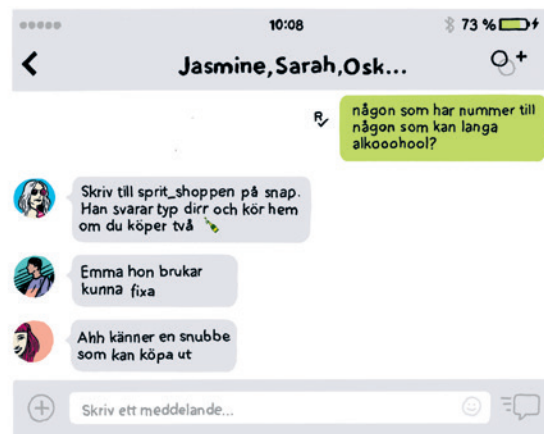 10:08
73 %
Jasmine,Sarah,Osk...
R
någon som har nummer till
någon som kan langa
alkooohool?
Skriv till sprit_shoppen på snap.
Han svarar typ dirr och kör hem
om du köper två
Emma hon brukar
kunna fixa
Ahh känner en snubbe
som kan köpa ut
Skriv ett meddelande...